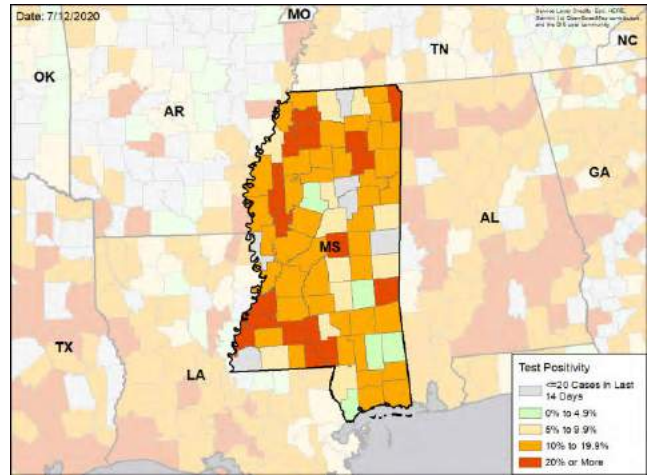 Date: 7/12/2020
MO
NC
TN
OK
AR
GA
AL
MS
TX
LA
Test Positivity
<=20 Cases in Last
14 Days
0% to 4.9%
5% to 9.9%
10% to 19.9%
20% or More